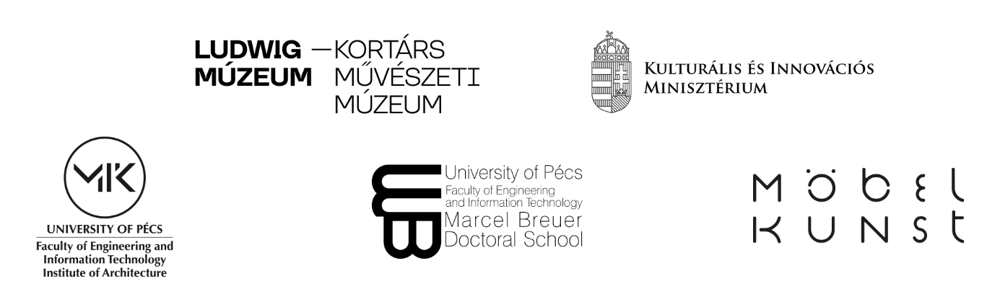 LUDWIG — KORTÁRS
MÚZEUM MŰVÉSZETI
MÚZEUM
KULTURÁLIS ÉS INNOVÁCIÓS
MINISZTÉRIUM
MIK
UNIVERSITY OF PÉCS
Faculty of Engineering and
Information Technology
Institute of Architecture
MB
University of Pécs
Faculty of Engineering
and Information Technology
Marcel Breuer
Doctoral School
MÖBEL
KUNST